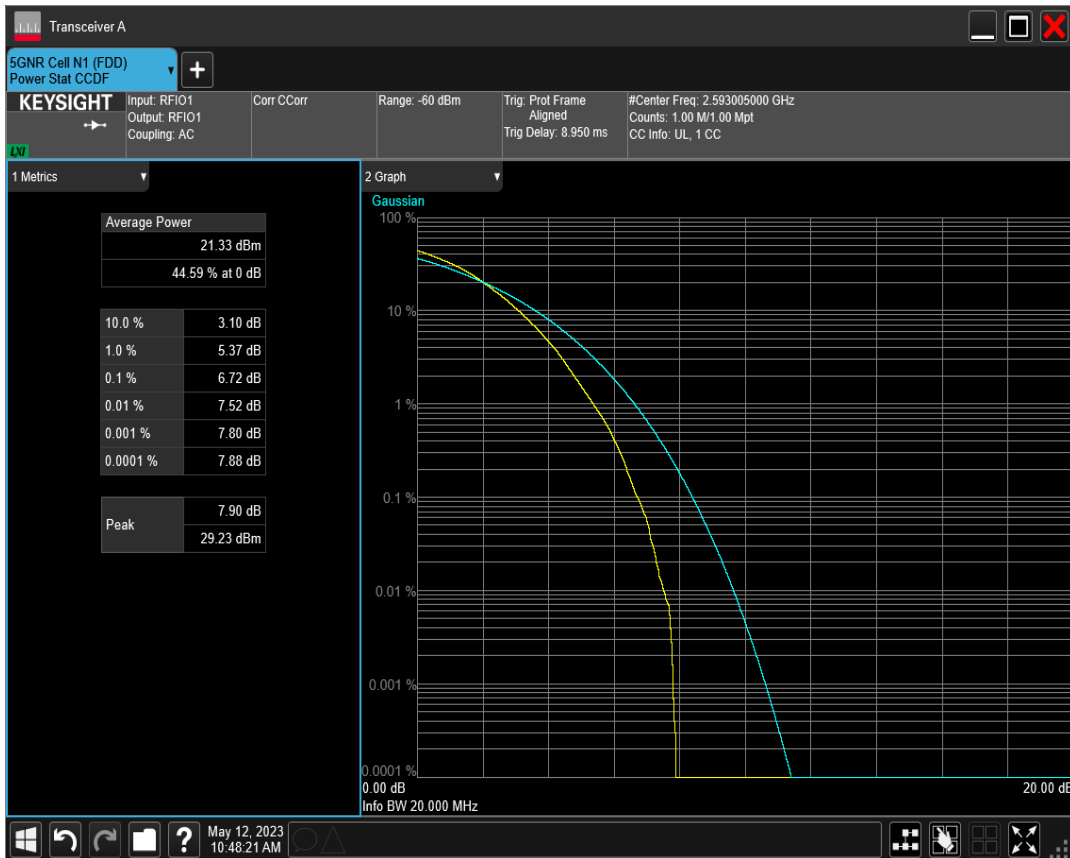 Transceiver A
5GNR Cell N1 (FDD)
Power Stat CCDF
+
KEYSIGHT
LXI
Input: RFIO1
Output: RFIO1
Coupling: AC
Corr CCorr
Range: -60 dBm
Trig: Prot Frame
Aligned
Trig Delay: 8.950 ms
#Center Freq: 2.593005000 GHz
Counts: 1.00 M/1.00 Mpt
CC Info: UL, 1 CC
1 Metrics
Average Power
21.33 dBm
44.59 % at 0 dB
10.0 % 3.10 dB
1.0 % 5.37 dB
0.1 % 6.72 dB
0.01 % 7.52 dB
0.001 % 7.80 dB
0.0001 % 7.88 dB
Peak 7.90 dB
29.23 dBm
2 Graph
Gaussian
100 %
10 %
1 %
0.1 %
0.01 %
0.001 %
0.0001 %
0.00 dB 20.00 dB
Info BW 20.000 MHz
?
May 12, 2023
10:48:21 AM